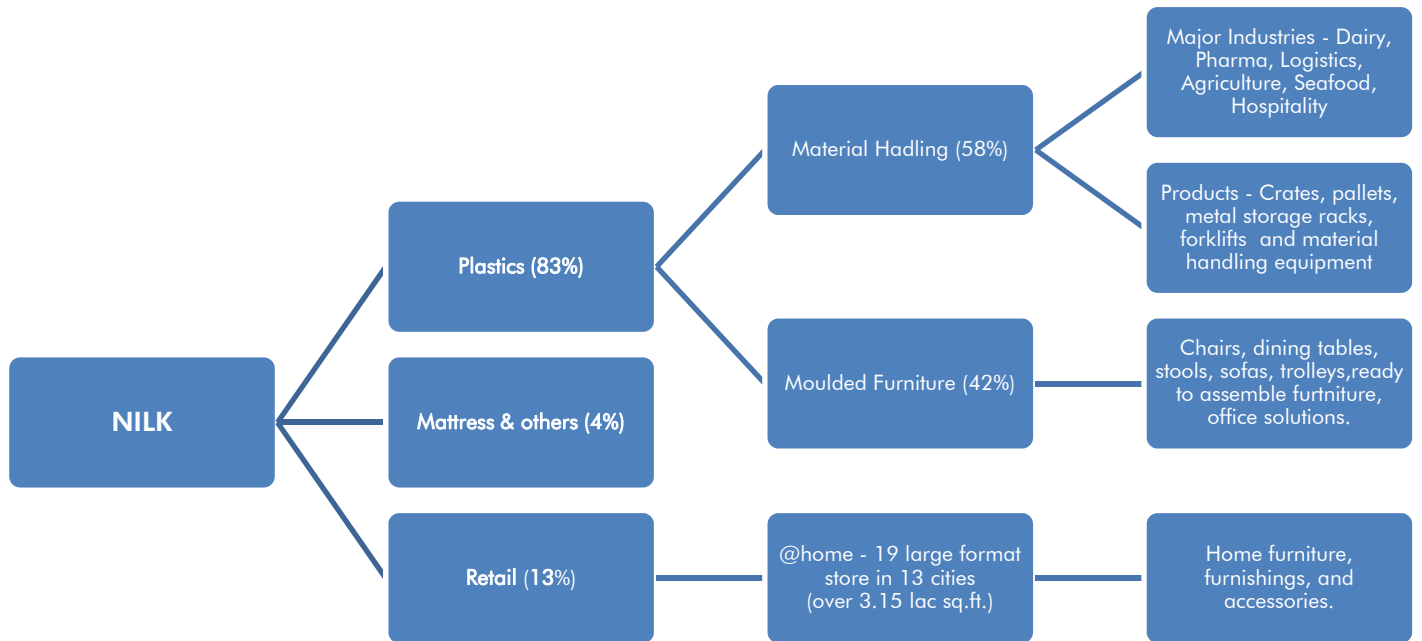 NILK
Plastics (83%)
Mattress & others (4%)
Retail (13%)
Material Hadling (58%)
Moulded Furniture (42%)
@home - 19 large format
store in 13 cities
(over 3.15 lac sq.ft.)
Major Industries - Dairy,
Pharma, Logistics,
Agriculture, Seafood,
Hospitality
Products - Crates, pallets,
metal storage racks,
forklifts and material
handling equipment
Chairs, dining tables,
stools, sofas, trolleys,ready
to assemble furtniture,
office solutions.
Home furniture,
furnishings, and
accessories.